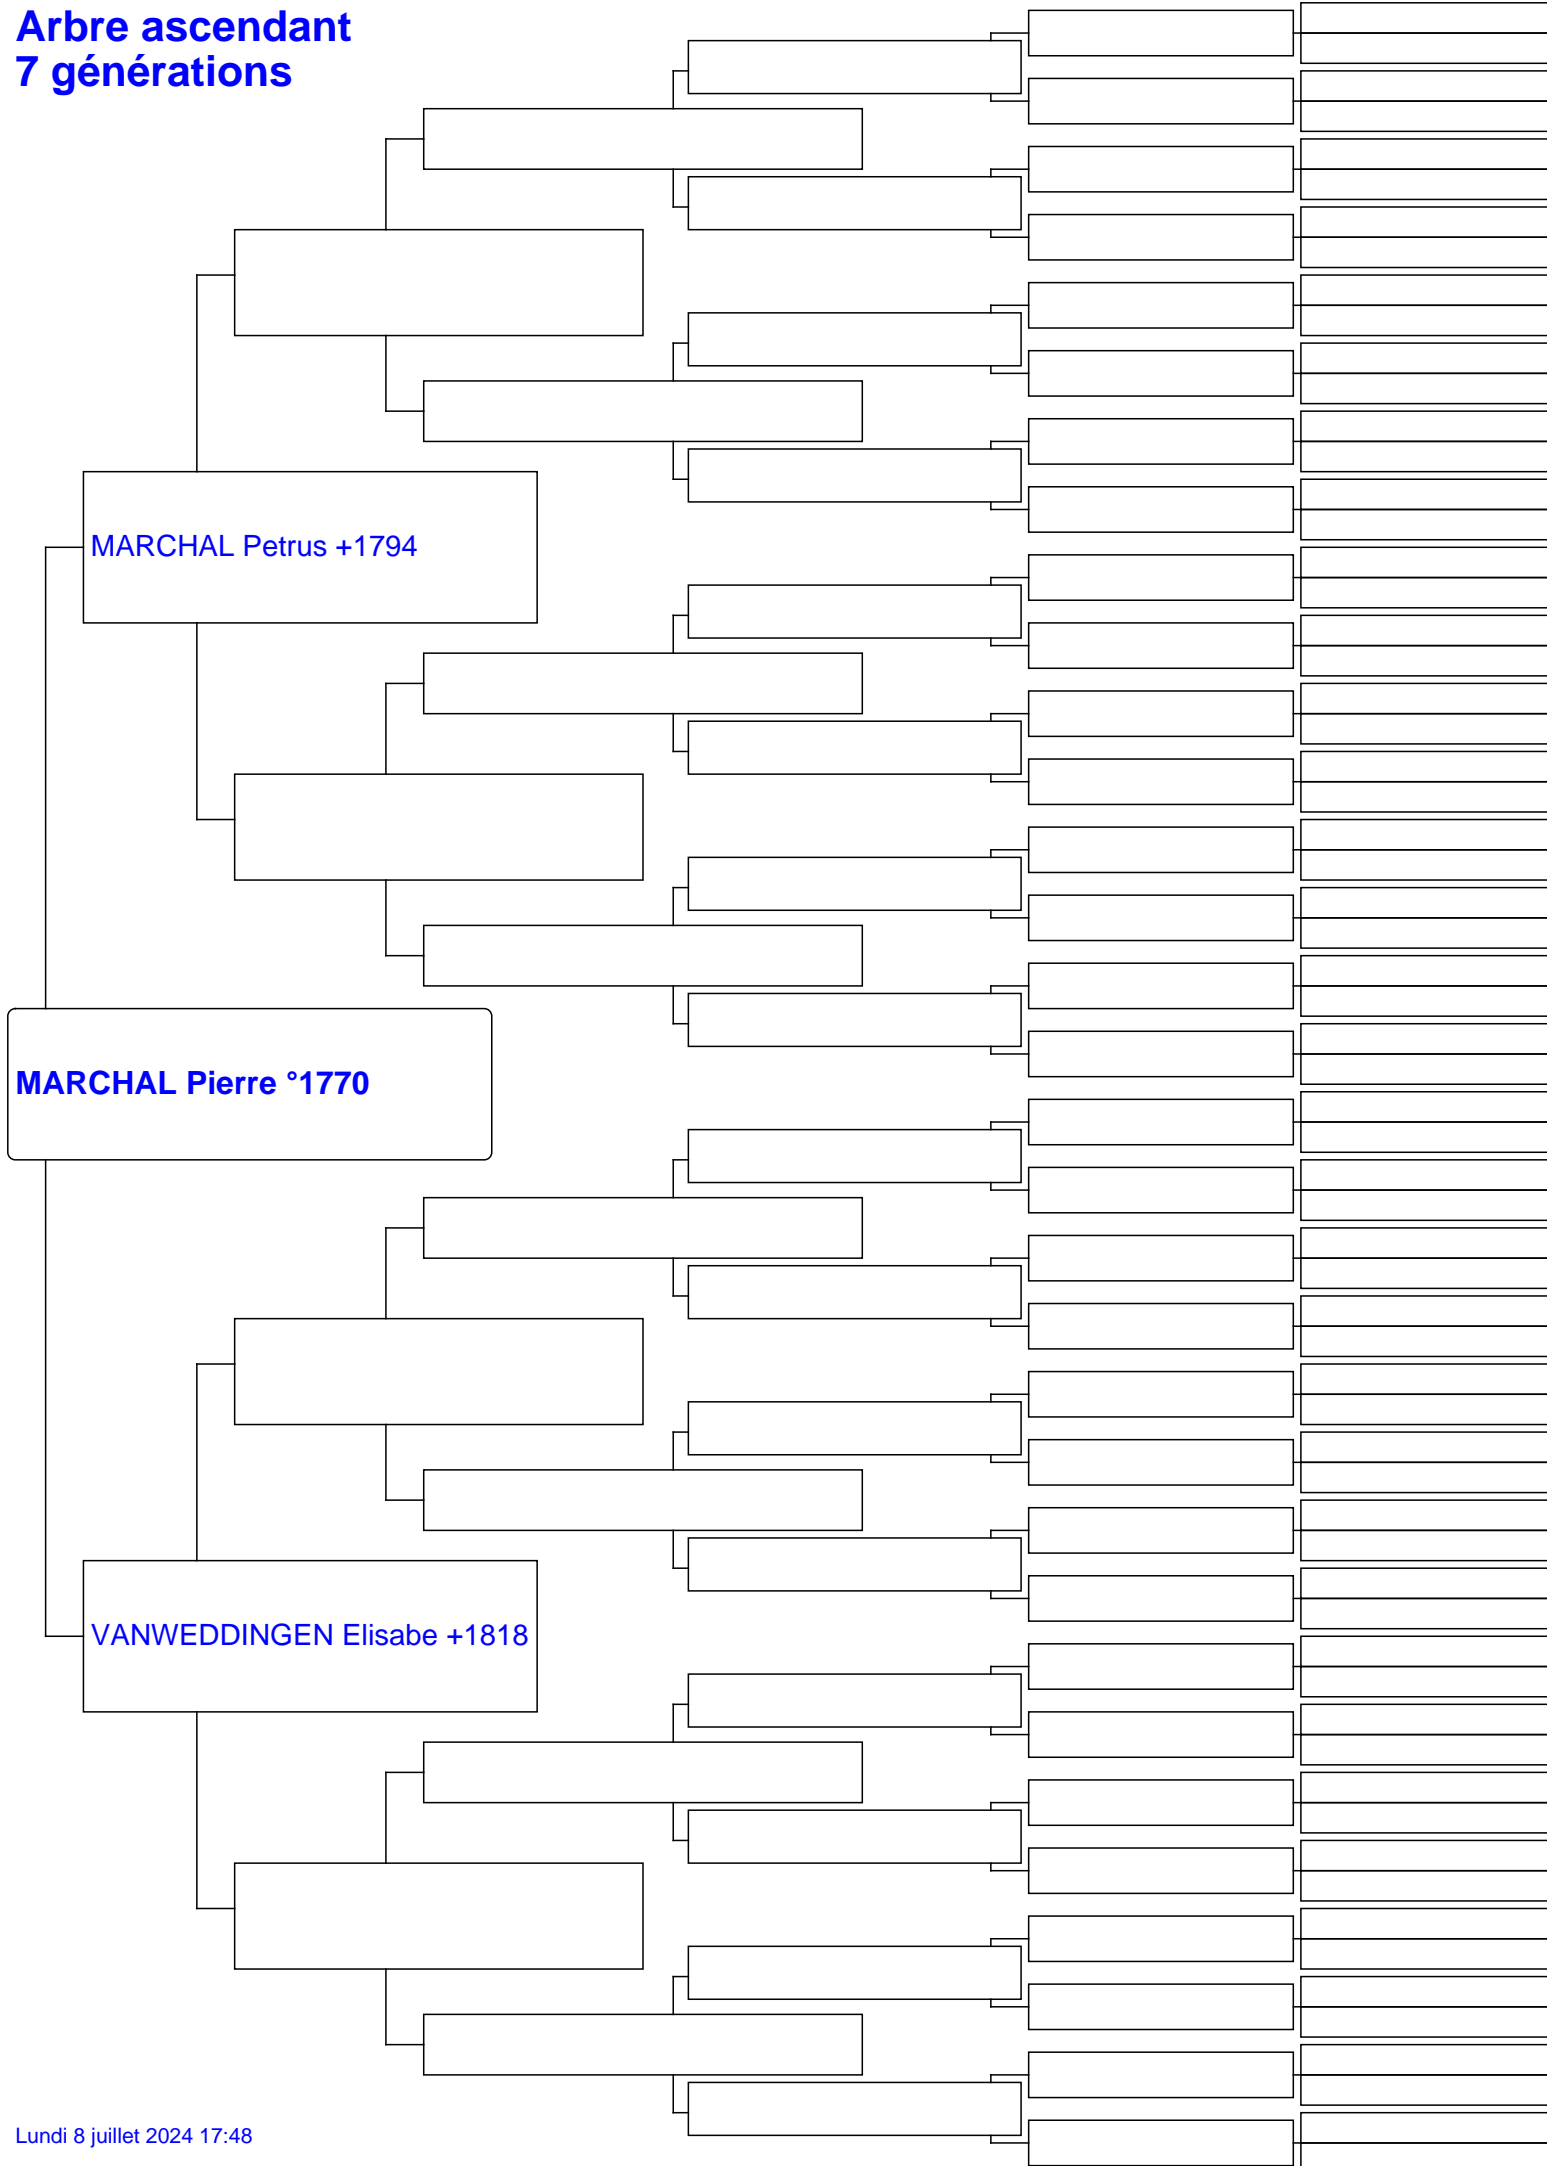 Arbre ascendant
7 générations
MARCHAL Petrus +1794
MARCHAL Pierre °1770
VANWEDDINGEN Elisabe +1818
Lundi 8 juillet 2024 17:48